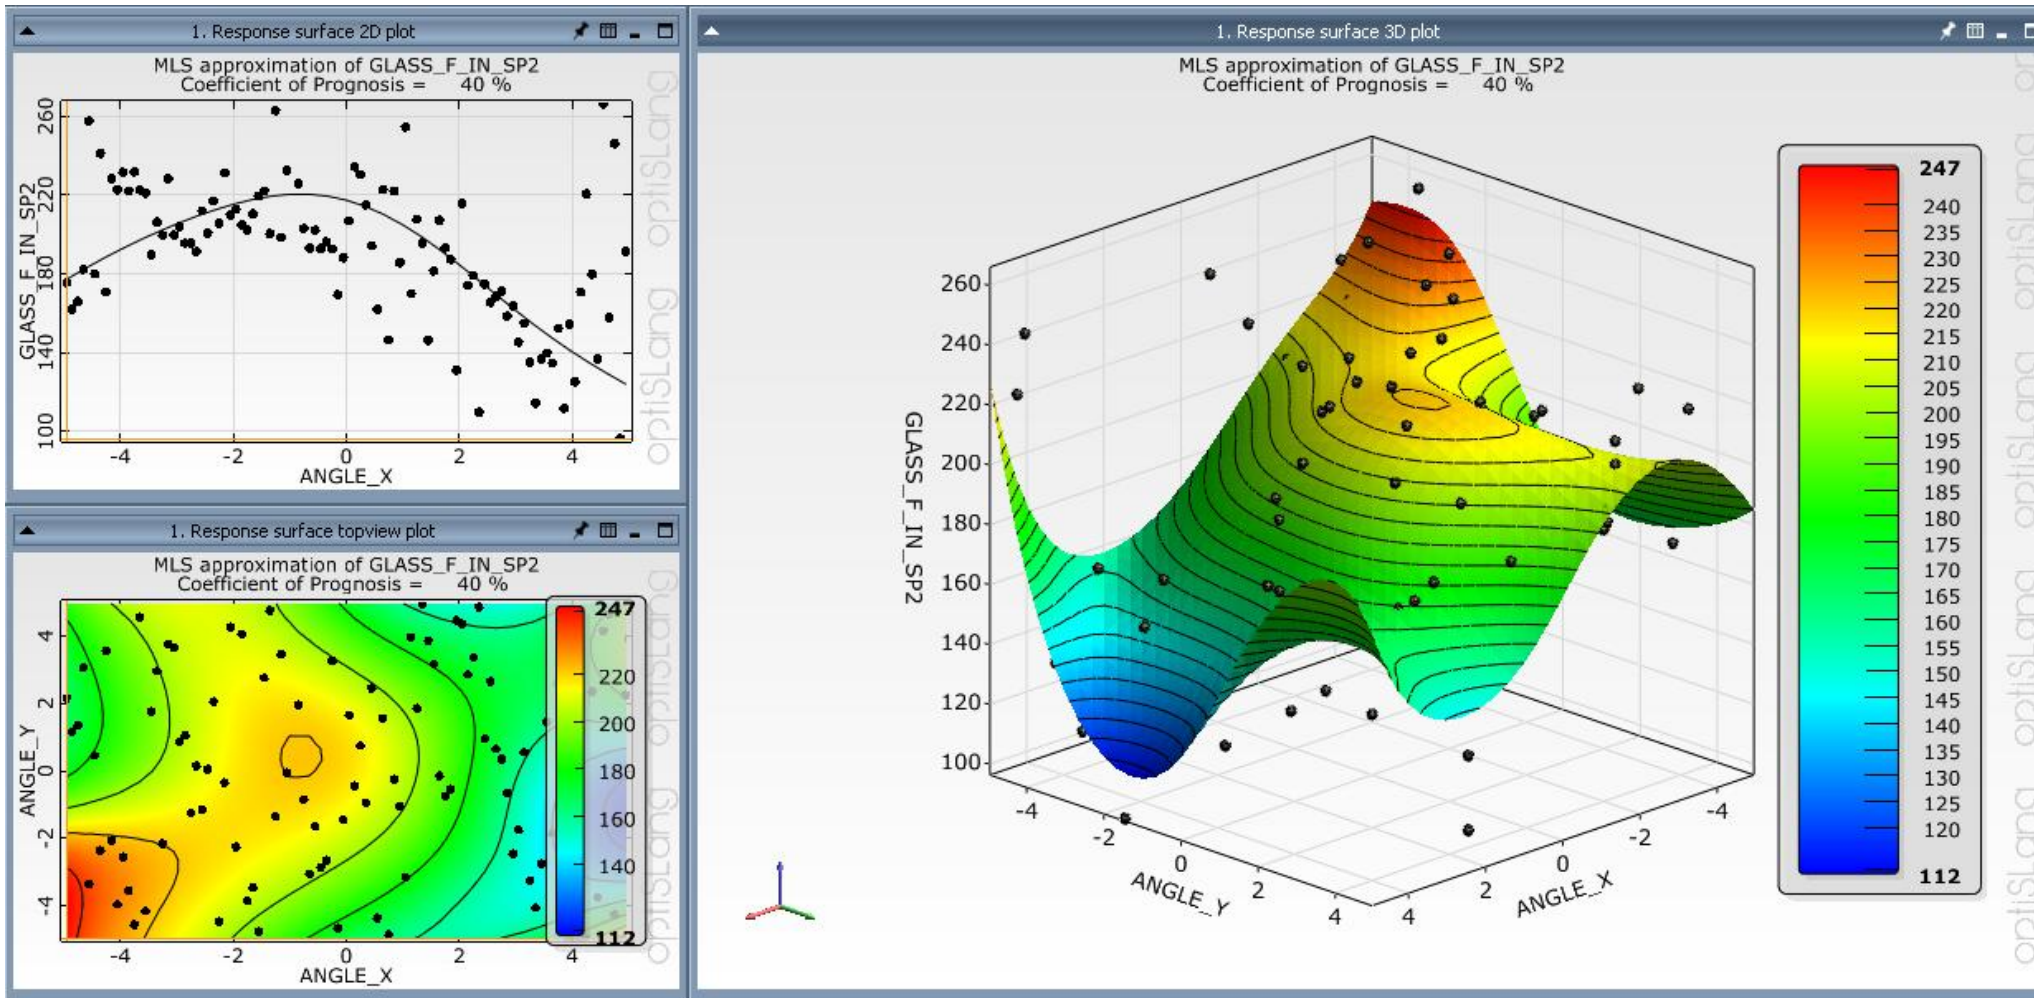 1. Response surface 2D plot
MLS approximation of GLASS_F_IN_SP2
Coefficient of Prognosis = 40 %
GLASS_F_IN_SP2
260
220
180
140
100
-4 -2 0 2 4
ANGLE_X
optiSLang optiSLang
1. Response surface topview plot
MLS approximation of GLASS_F_IN_SP2
Coefficient of Prognosis = 40 %
ANGLE_Y
4
2
0
-2
-4
-4 -2 0 2 4
ANGLE_X
247
220
200
180
160
140
112
optiSLang optiSLang
1. Response surface 3D plot
MLS approximation of GLASS_F_IN_SP2
Coefficient of Prognosis = 40 %
GLASS_F_IN_SP2
260
240
220
200
180
160
140
120
100
-4 -2 0 2 4
ANGLE_Y
4 2 0 -2 -4
ANGLE_X
247
240
235
230
225
220
215
210
205
200
195
190
185
180
175
170
165
160
155
150
145
140
135
130
125
120
112
optiSLang optiSLang optiSLang